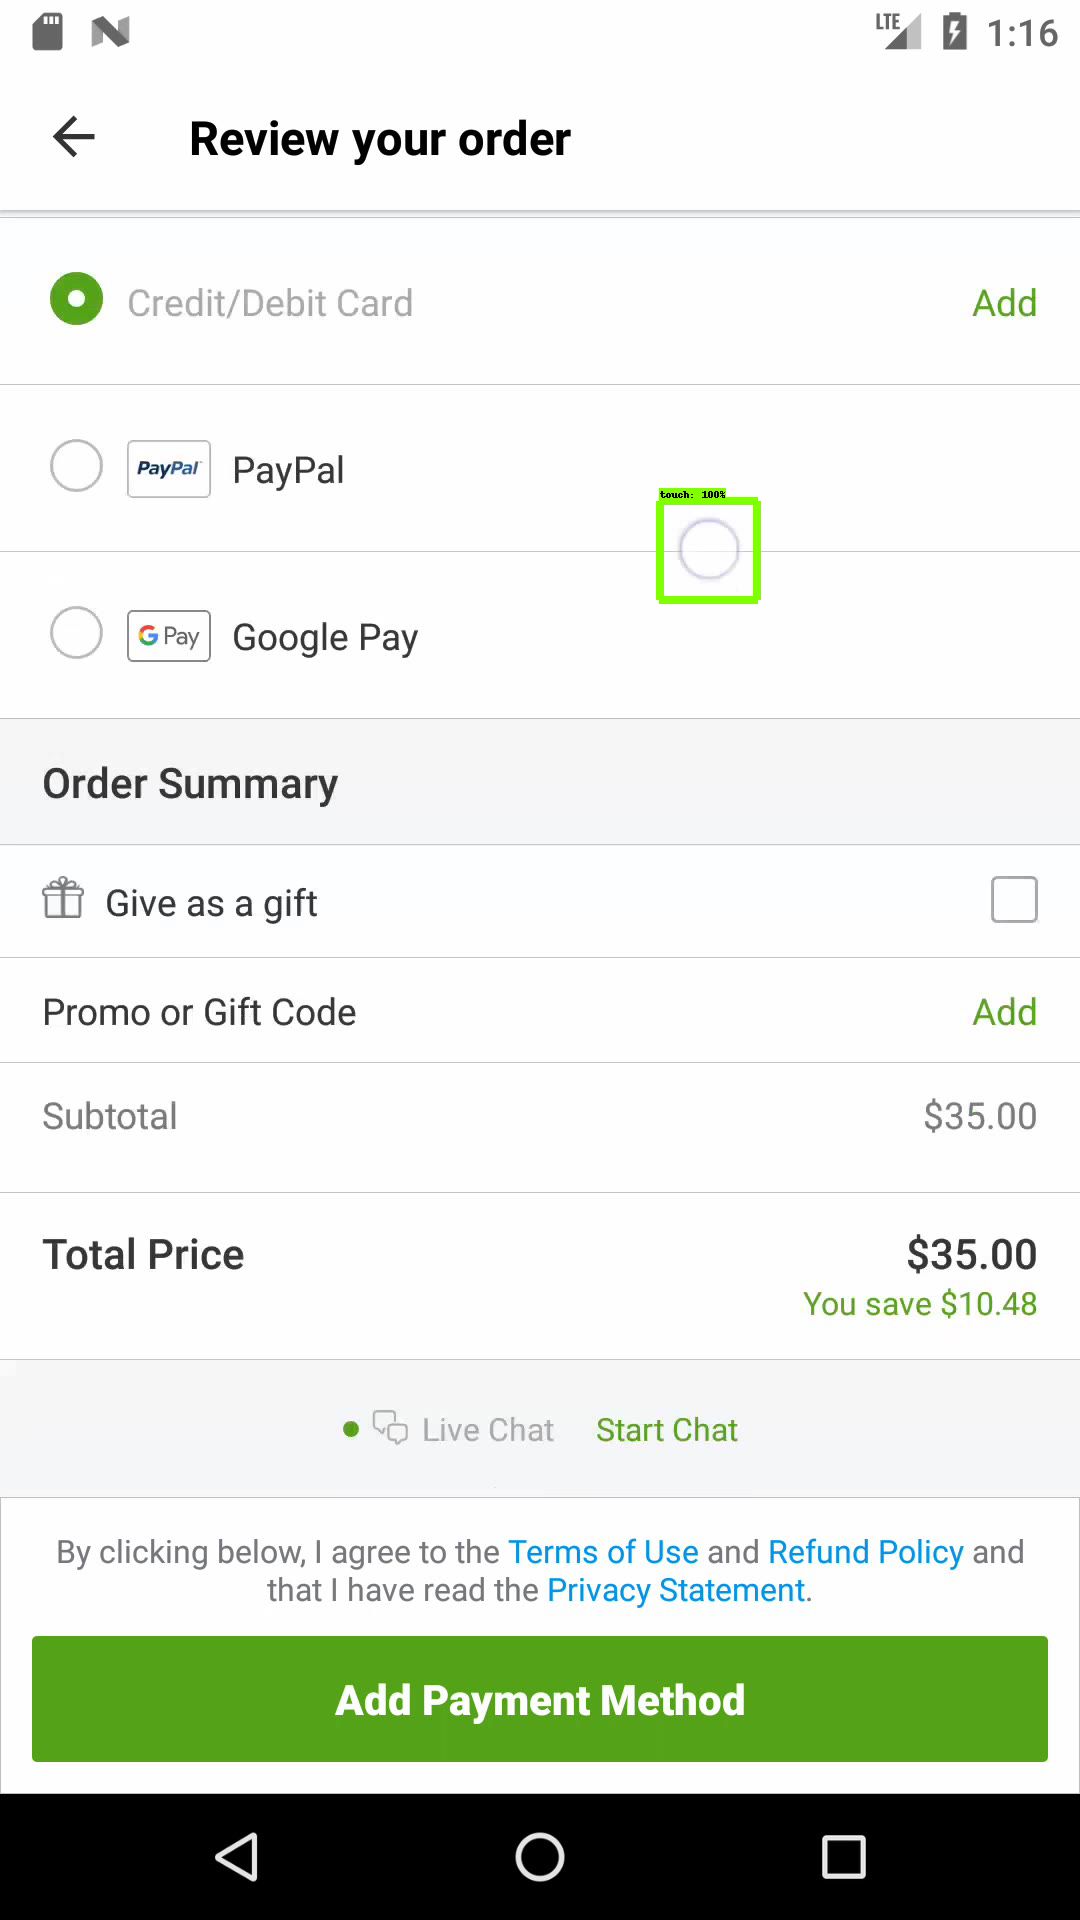 LTE 1:16
Review your order
Credit/Debit Card Add
PayPal PayPal
touch: 100%
G Pay Google Pay
Order Summary
Give as a gift
Promo or Gift Code Add
Subtotal $35.00
Total Price $35.00
You save $10.48
Live Chat Start Chat
By clicking below, I agree to the Terms of Use and Refund Policy and
that I have read the Privacy Statement.
Add Payment Method